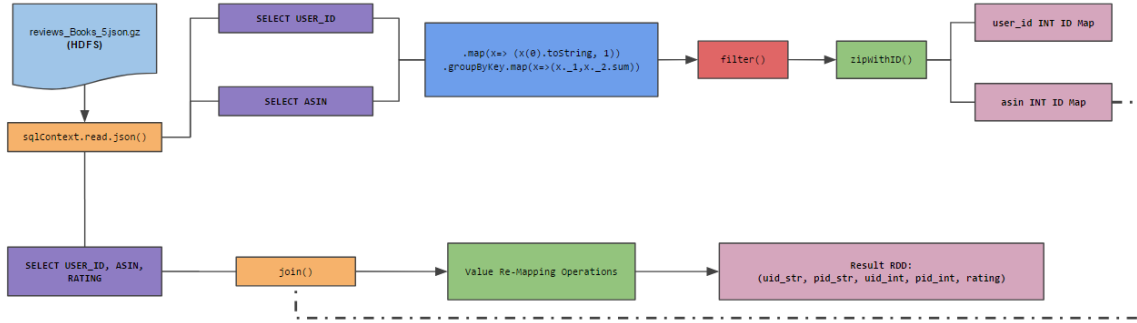 reviews_Books_5.json.gz
(HDFS)
SELECT USER_ID
.map(x=> (x(0).toString, 1))
.groupByKey.map(x=>(x._1,x._2.sum))
filter()
zipWithID()
user_id INT ID Map
SELECT ASIN
asin INT ID Map
sqlContext.read.json()
SELECT USER_ID, ASIN,
RATING
join()
Value Re-Mapping Operations
Result RDD:
(uid_str, pid_str, uid_int, pid_int, rating)